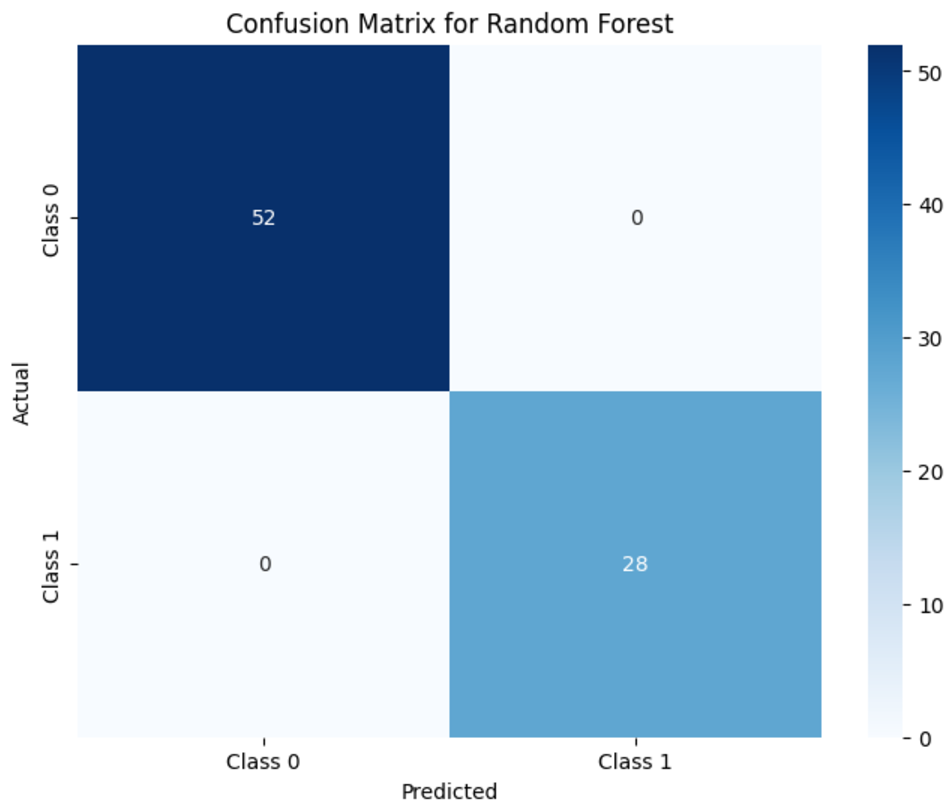 Confusion Matrix for Random Forest
Actual
Class 0
Class 1
52
0
0
28
Class 0
Class 1
Predicted
50
40
30
20
10
0